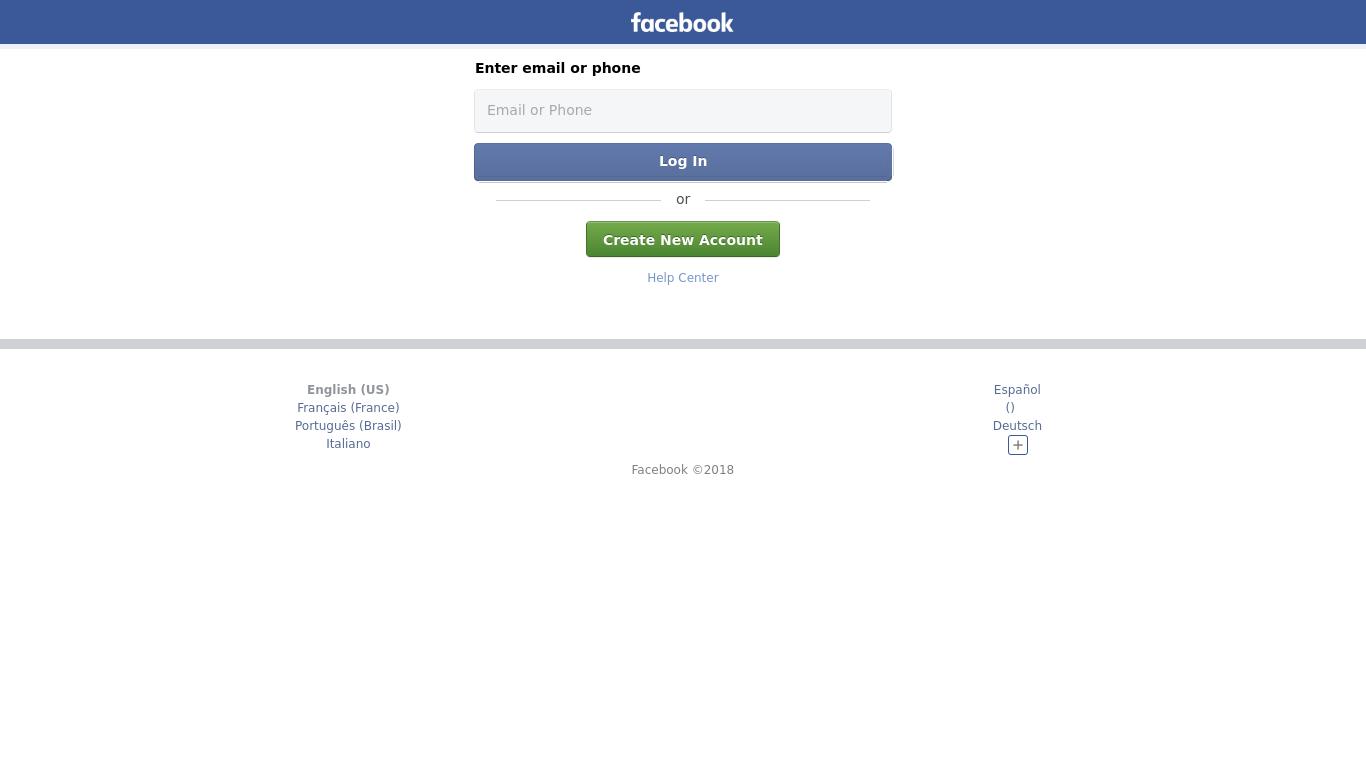 facebook
Enter email or phone
Email or Phone
Log In
or
Create New Account
Help Center
English (US)
Français (France)
Português (Brasil)
Italiano
Español
()
Deutsch
+
Facebook ©2018